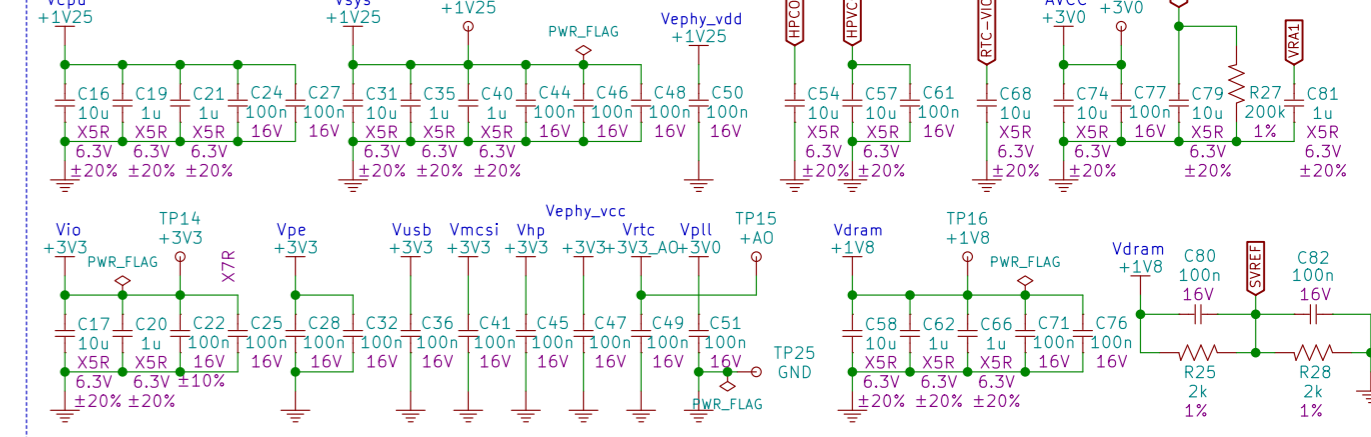 Vcpu
+1V25
Vsys
+1V25
+1V25
PWR_FLAG
Vephy_vdd
+1V25
HPVC
RTC-VIO
AVCC
+3V0
+3V0
VRA1
C16
10u
X5R
6.3V
±20%
C19
1u
X5R
6.3V
±20%
C21
1u
X5R
6.3V
±20%
C24
100n
16V
C27
100n
16V
C31
10u
X5R
6.3V
±20%
C35
1u
X5R
6.3V
±20%
C40
1u
X5R
6.3V
±20%
C44
100n
16V
C46
100n
16V
C48
100n
16V
C50
100n
16V
HPCO
C54
10u
X5R
6.3V
±20%
C57
10u
X5R
6.3V
±20%
C61
100n
16V
C68
10u
X5R
6.3V
±20%
C74
10u
X5R
6.3V
±20%
C77
100n
16V
C79
10u
X5R
6.3V
±20%
R27
200k
1%
C81
1u
X5R
6.3V
±20%
Vio
+3V3
PWR_FLAG
TP14
+3V3
X7R
Vpe
+3V3
Vusb
+3V3
Vmcsi
+3V3
Vhp
+3V3
Vephy_vcc
+3V3
Vrtc
+3V3_AO
Vpll
+3V0
TP15
+AO
Vdram
+1V8
TP16
+1V8
PWR_FLAG
Vdram
+1V8
C80
100n
16V
SVREF
C82
100n
16V
C17
10u
X5R
6.3V
±20%
C20
1u
X5R
6.3V
±20%
C22
100n
16V
±10%
C25
100n
16V
C28
100n
16V
C32
100n
16V
C36
100n
16V
C41
100n
16V
C45
100n
16V
C47
100n
16V
C49
100n
16V
C51
100n
16V
TP25
GND
PWR_FLAG
C58
10u
X5R
6.3V
±20%
C62
1u
X5R
6.3V
±20%
C66
1u
X5R
6.3V
±20%
C71
100n
16V
C76
100n
16V
R25
2k
1%
R28
2k
1%